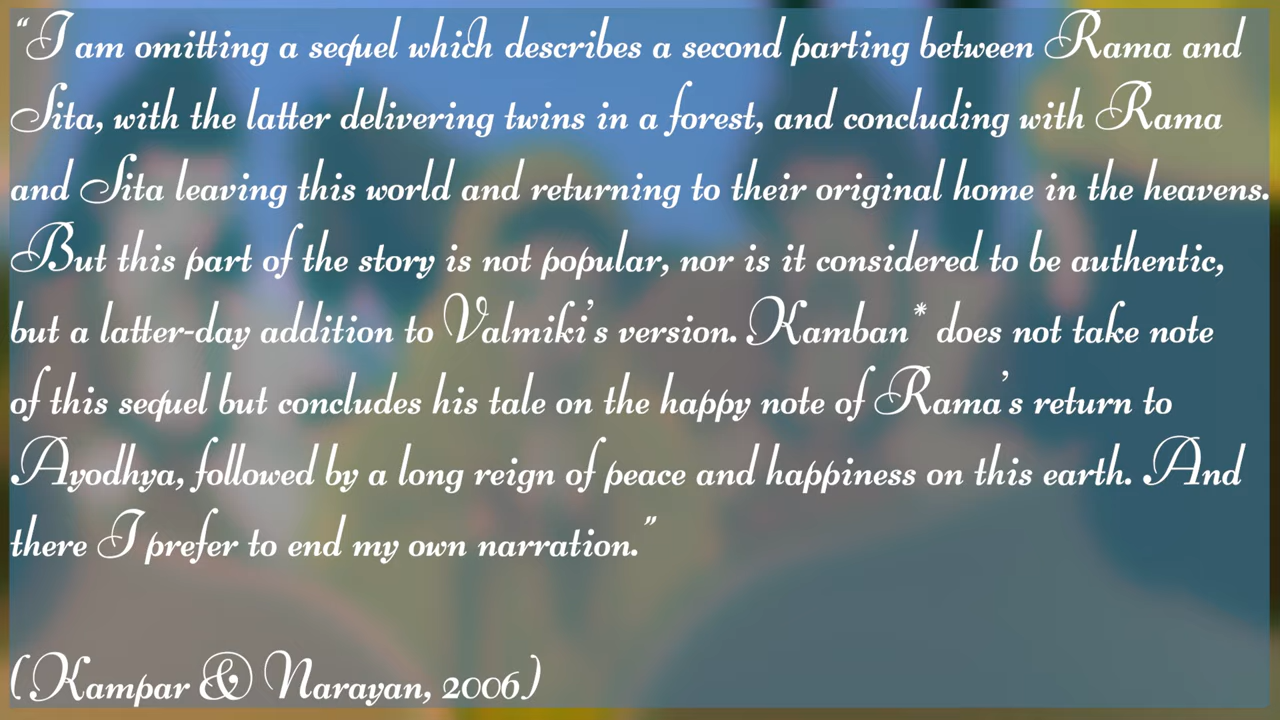 “I am omitting a sequel which describes a second parting between Rama and
Sita, with the latter delivering twins in a forest, and concluding with Rama
and Sita leaving this world and returning to their original home in the heavens.
But this part of the story is not popular, nor is it considered to be authentic,
but a latter-day addition to Valmiki’s version. Kamban* does not take note
of this sequel but concludes his tale on the happy note of Rama’s return to
Ayodhya, followed by a long reign of peace and happiness on this earth. And
there I prefer to end my own narration.”
(Kampar & Narayan, 2006)